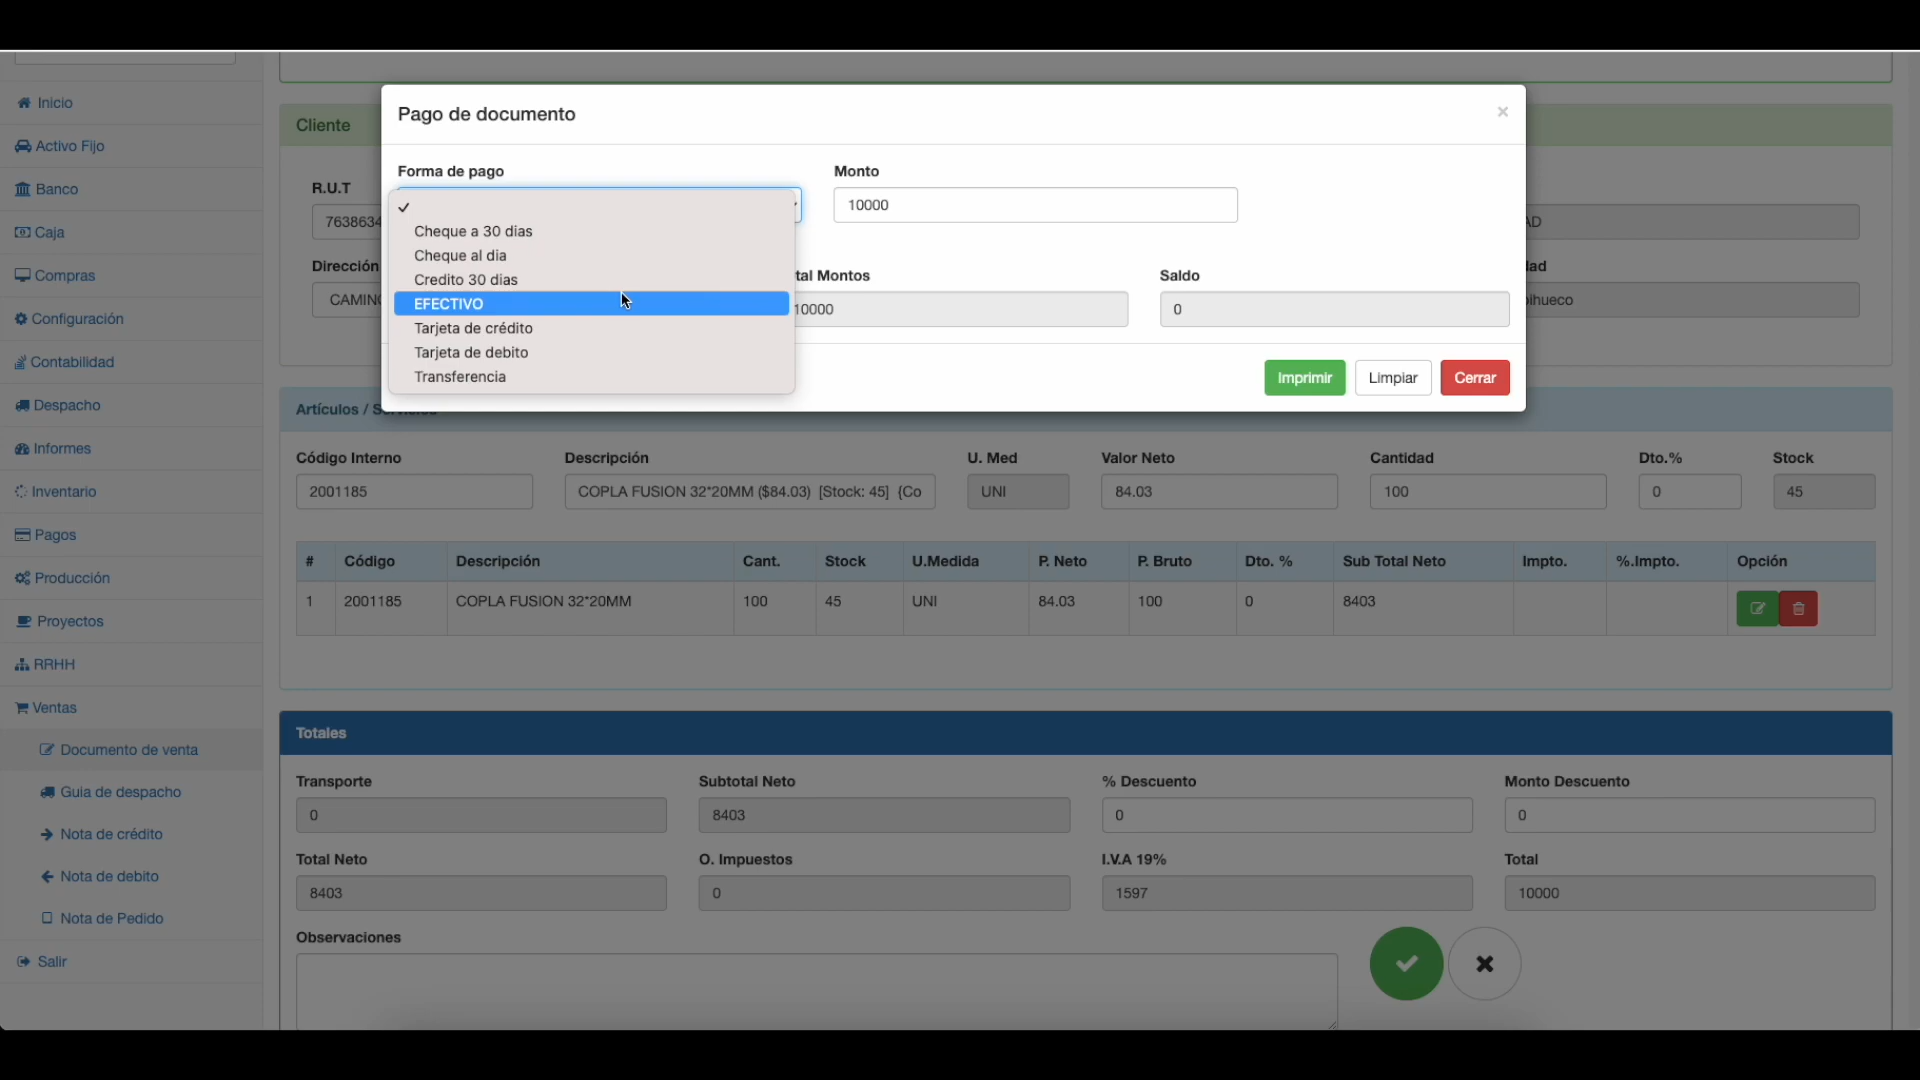 Inicio
Activo Fijo
Banco
Caja
Compras
Configuración
Contabilidad
Despacho
Informes
Inventario
Pagos
Producción
Proyectos
RRHH
Ventas
Documento de venta
Guia de despacho
Nota de crédito
Nota de debito
Nota de Pedido
Salir
Cliente
R.U.T
7638634
Dirección
CAMINO
AD
Pago de documento
×
Forma de pago
Monto
10000
✓
Cheque a 30 dias
Cheque al dia
Credito 30 dias
EFECTIVO
Tarjeta de crédito
Tarjeta de debito
Transferencia
tal Montos
Saldo
10000
0
Imprimir
Limpiar
Cerrar
Artículos /
Código Interno
Descripción
U. Med
Valor Neto
Cantidad
Dto.%
Stock
2001185
COPLA FUSION 32*20MM ($84.03) [Stock: 45] {Co
UNI
84.03
100
0
45
# Código Descripción Cant. Stock U.Medida P. Neto P. Bruto Dto. % Sub Total Neto Impto. %.Impto. Opción
1 2001185 COPLA FUSION 32*20MM 100 45 UNI 84.03 100 0 8403
Totales
Transporte
Subtotal Neto
% Descuento
Monto Descuento
0
8403
0
0
Total Neto
O. Impuestos
I.V.A 19%
Total
8403
0
1597
10000
Observaciones